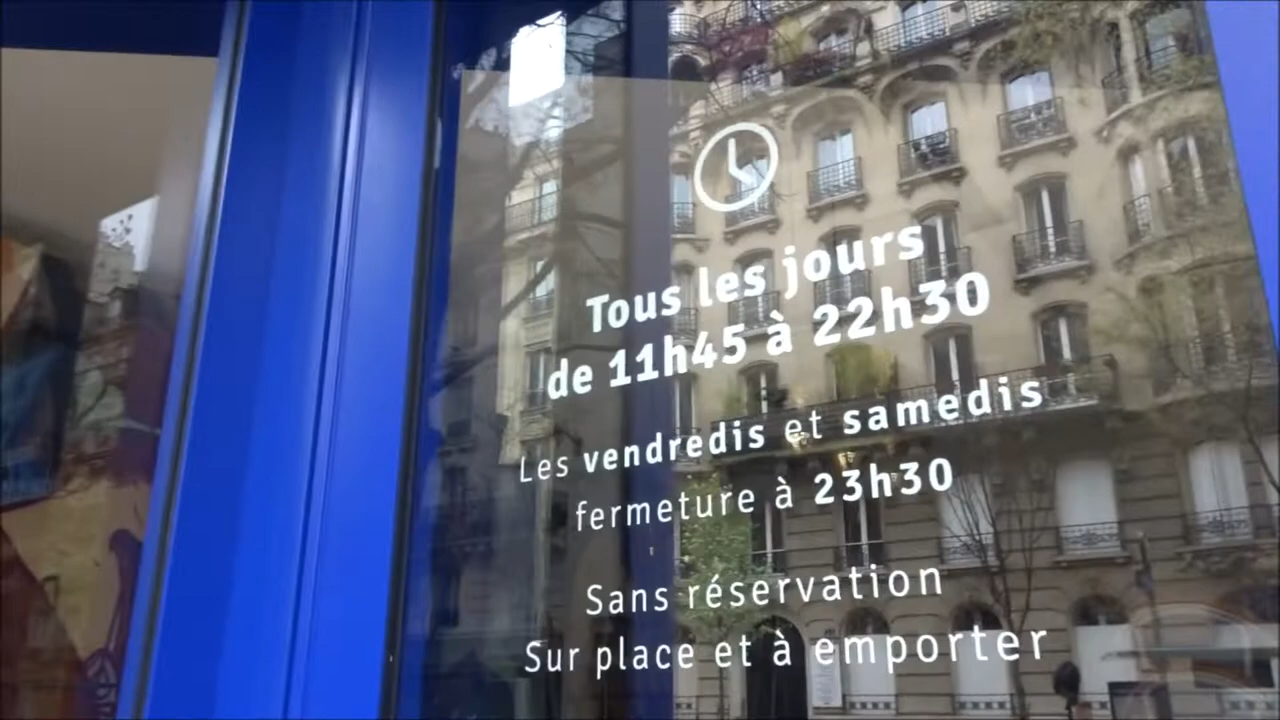 Tous les jours
de 11h45 à 22h30
Les vendredis et samedis
fermeture à 23h30
Sans réservation
Sur place et à emporter